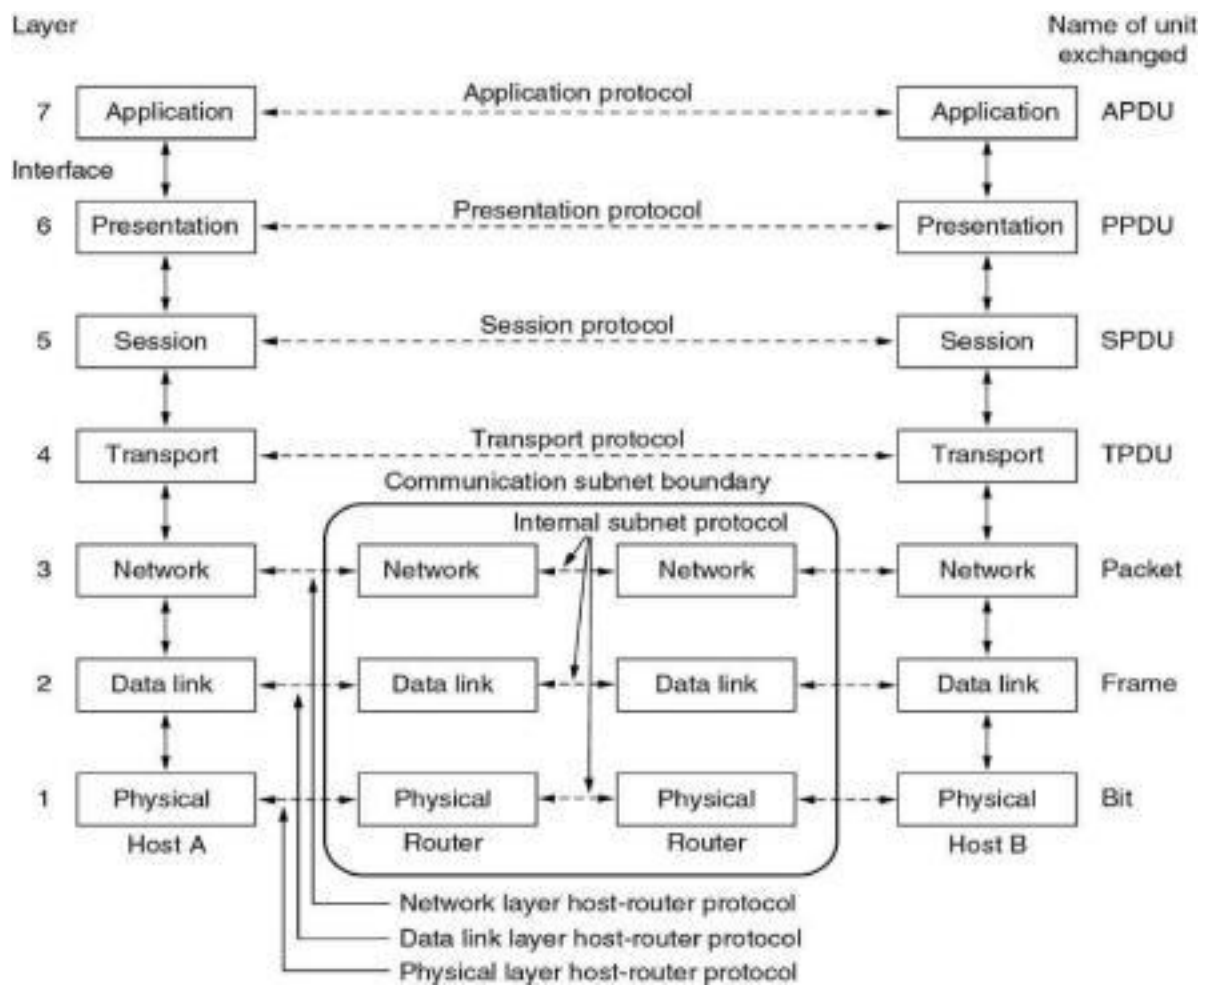 Layer
Name of unit
exchanged
Application protocol
7 Application Application APDU
Interface
Presentation protocol
6 Presentation Presentation PPDU
Session protocol
5 Session Session SPDU
Transport protocol
4 Transport Transport TPDU
Communication subnet boundary
Internal subnet protocol
3 Network Network Network Network Packet
2 Data link Data link Data link Data link Frame
1 Physical Physical Physical Physical Bit
Host A Router Router Host B
Network layer host-router protocol
Data link layer host-router protocol
Physical layer host-router protocol